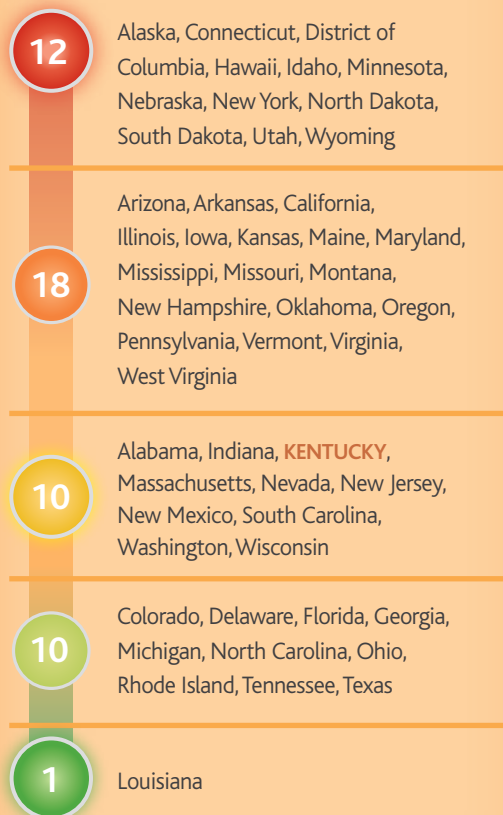 12
Alaska, Connecticut, District of
Columbia, Hawaii, Idaho, Minnesota,
Nebraska, New York, North Dakota,
South Dakota, Utah, Wyoming
18
Arizona, Arkansas, California,
Illinois, Iowa, Kansas, Maine, Maryland,
Mississippi, Missouri, Montana,
New Hampshire, Oklahoma, Oregon,
Pennsylvania, Vermont, Virginia,
West Virginia
10
Alabama, Indiana, KENTUCKY,
Massachusetts, Nevada, New Jersey,
New Mexico, South Carolina,
Washington, Wisconsin
10
Colorado, Delaware, Florida, Georgia,
Michigan, North Carolina, Ohio,
Rhode Island, Tennessee, Texas
1
Louisiana